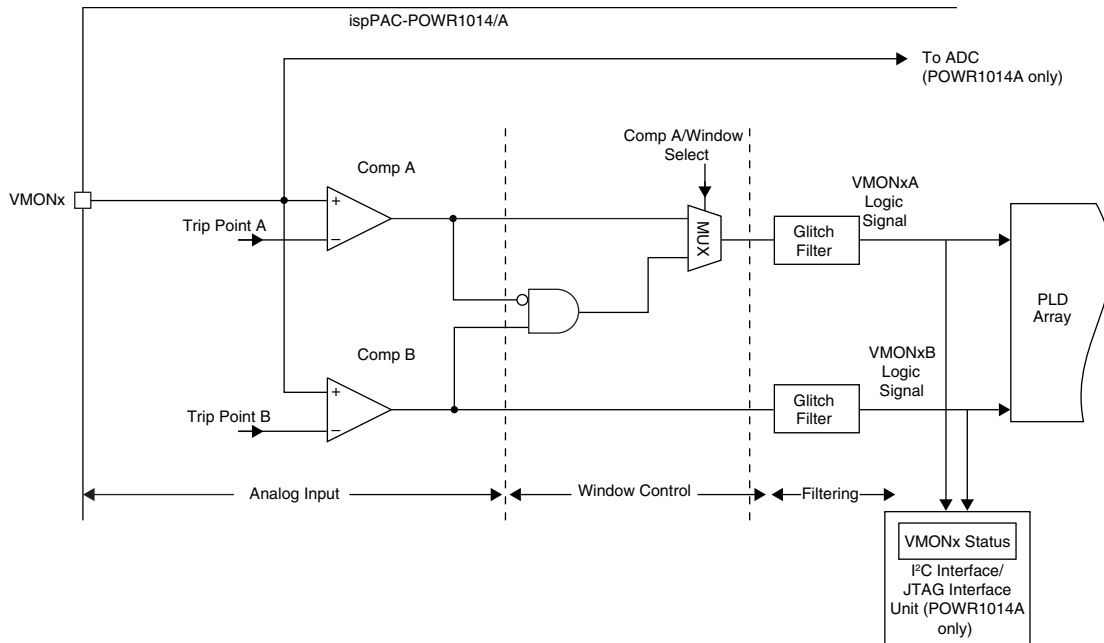 ispPAC-POWR1014/A
To ADC
(POWR1014A only)
Comp A/Window
Select
Comp A
VMONx
+
–
Trip Point A
MUX
Glitch
Filter
VMONxA
Logic
Signal
PLD
Array
Comp B
+
–
Trip Point B
Glitch
Filter
VMONxB
Logic
Signal
Analog Input
Window Control
Filtering
VMONx Status
I²C Interface/
JTAG Interface
Unit (POWR1014A
only)